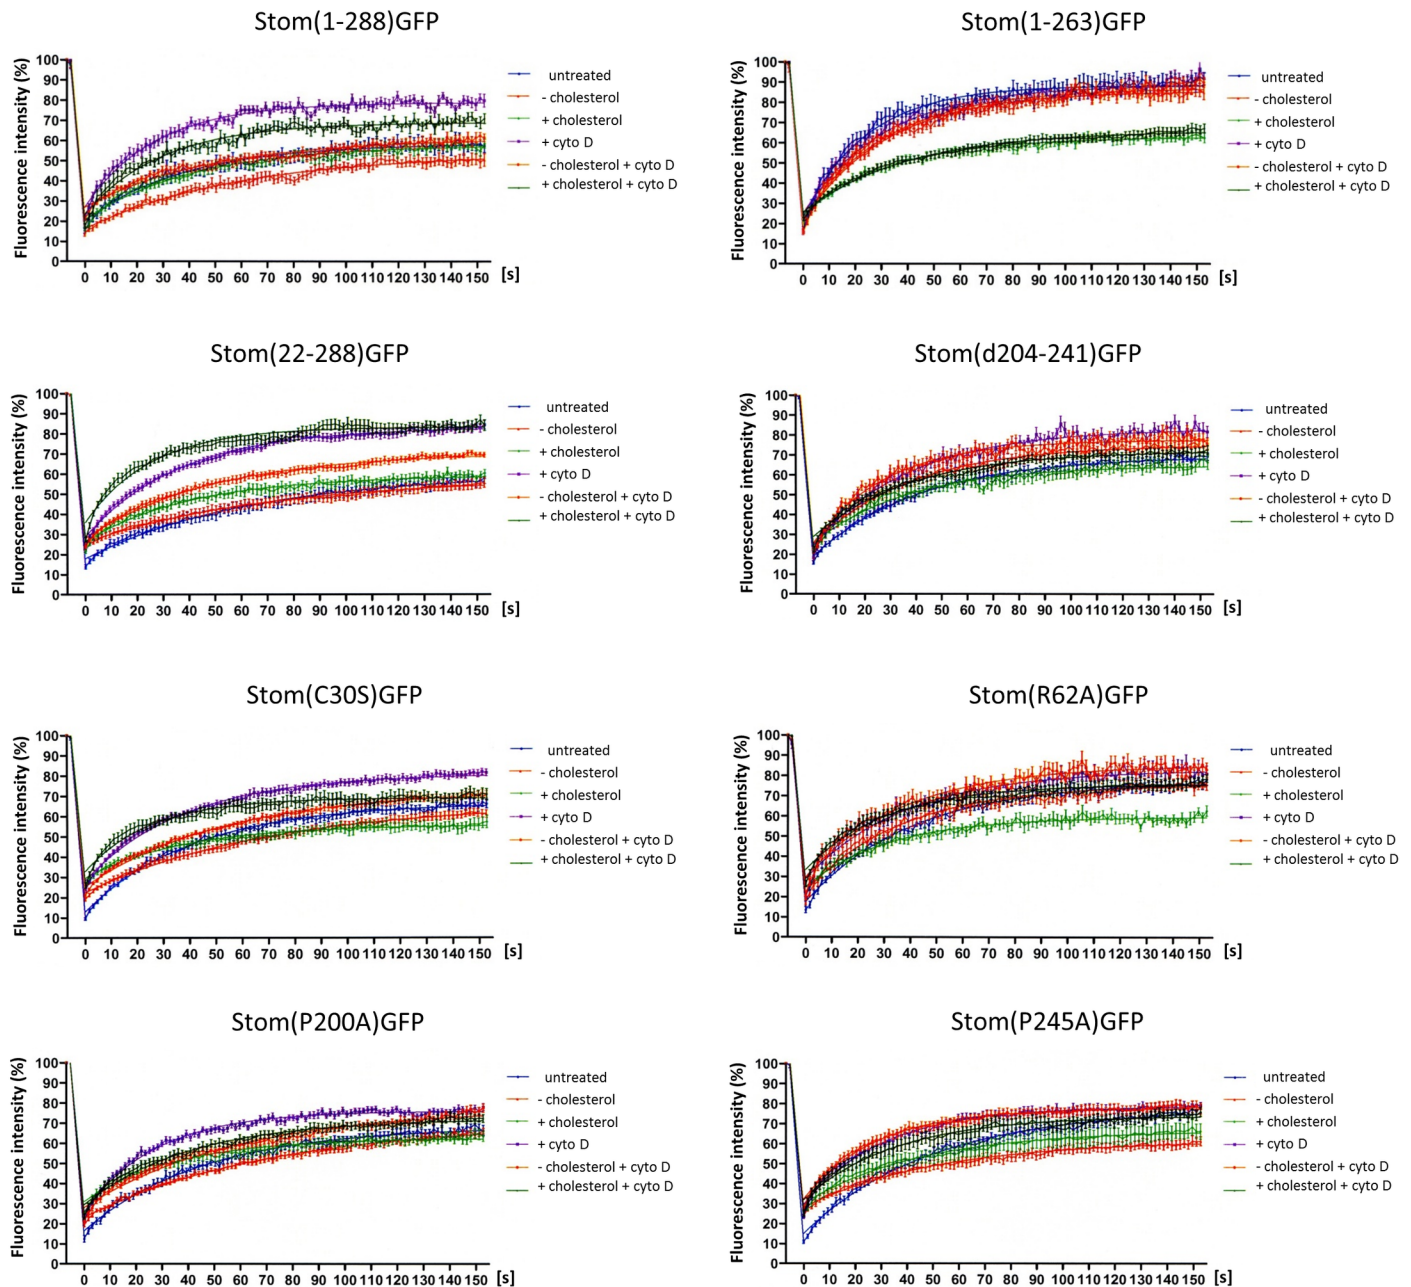 Stom(1-288)GFP
Fluorescence intensity (%)
100
90
80
70
60
50
40
30
20
10
0
0 10 20 30 40 50 60 70 80 90 100 110 120 130 140 150 [s]
untreated
- cholesterol
+ cholesterol
+ cyto D
- cholesterol + cyto D
+ cholesterol + cyto D
Stom(1-263)GFP
Fluorescence intensity (%)
100
90
80
70
60
50
40
30
20
10
0
0 10 20 30 40 50 60 70 80 90 100 110 120 130 140 150 [s]
untreated
- cholesterol
+ cholesterol
+ cyto D
- cholesterol + cyto D
+ cholesterol + cyto D
Stom(22-288)GFP
Fluorescence intensity (%)
100
90
80
70
60
50
40
30
20
10
0
0 10 20 30 40 50 60 70 80 90 100 110 120 130 140 150 [s]
untreated
- cholesterol
+ cholesterol
+ cyto D
- cholesterol + cyto D
+ cholesterol + cyto D
Stom(d204-241)GFP
Fluorescence intensity (%)
100
90
80
70
60
50
40
30
20
10
0
0 10 20 30 40 50 60 70 80 90 100 110 120 130 140 150 [s]
untreated
- cholesterol
+ cholesterol
+ cyto D
- cholesterol + cyto D
+ cholesterol + cyto D
Stom(C30S)GFP
Fluorescence intensity (%)
100
90
80
70
60
50
40
30
20
10
0
0 10 20 30 40 50 60 70 80 90 100 110 120 130 140 150 [s]
untreated
- cholesterol
+ cholesterol
+ cyto D
- cholesterol + cyto D
+ cholesterol + cyto D
Stom(R62A)GFP
Fluorescence intensity (%)
100
90
80
70
60
50
40
30
20
10
0
0 10 20 30 40 50 60 70 80 90 100 110 120 130 140 150 [s]
untreated
- cholesterol
+ cholesterol
+ cyto D
- cholesterol + cyto D
+ cholesterol + cyto D
Stom(P200A)GFP
Fluorescence intensity (%)
100
90
80
70
60
50
40
30
20
10
0
0 10 20 30 40 50 60 70 80 90 100 110 120 130 140 150 [s]
untreated
- cholesterol
+ cholesterol
+ cyto D
- cholesterol + cyto D
+ cholesterol + cyto D
Stom(P245A)GFP
Fluorescence intensity (%)
100
90
80
70
60
50
40
30
20
10
0
0 10 20 30 40 50 60 70 80 90 100 110 120 130 140 150 [s]
untreated
- cholesterol
+ cholesterol
+ cyto D
- cholesterol + cyto D
+ cholesterol + cyto D